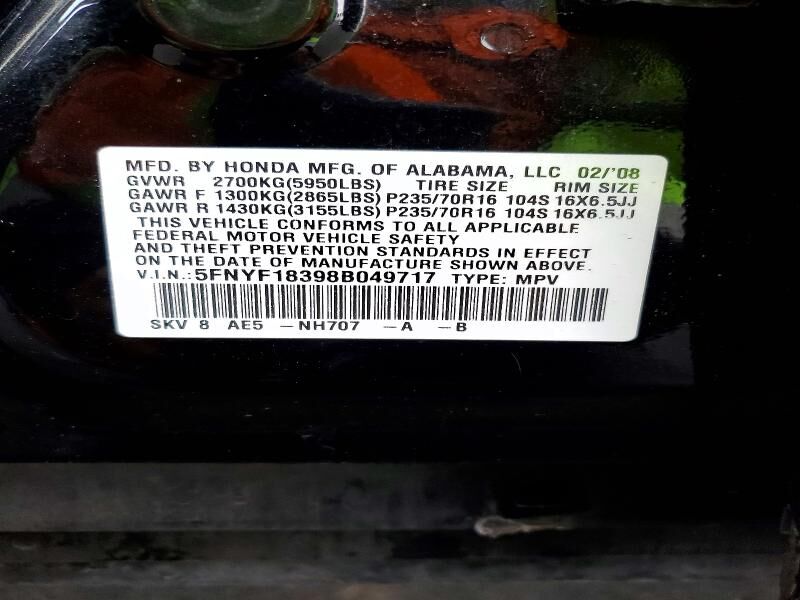 MFD. BY HONDA MFG. OF ALABAMA, LLC 02/'08
GVWR 2700KG(5950LBS) TIRE SIZE RIM SIZE
GAWR F 1300KG(2865LBS) P235/70R16 104S 16X6.5JJ
GAWR R 1430KG(3155LBS) P235/70R16 104S 16X6.5JJ
THIS VEHICLE CONFORMS TO ALL APPLICABLE
FEDERAL MOTOR VEHICLE SAFETY
AND THEFT PREVENTION STANDARDS IN EFFECT
ON THE DATE OF MANUFACTURE SHOWN ABOVE.
V.I.N.: 5FNYF18398B049717 TYPE: MPV
SKV 8 AE5 -NH707 -A -B